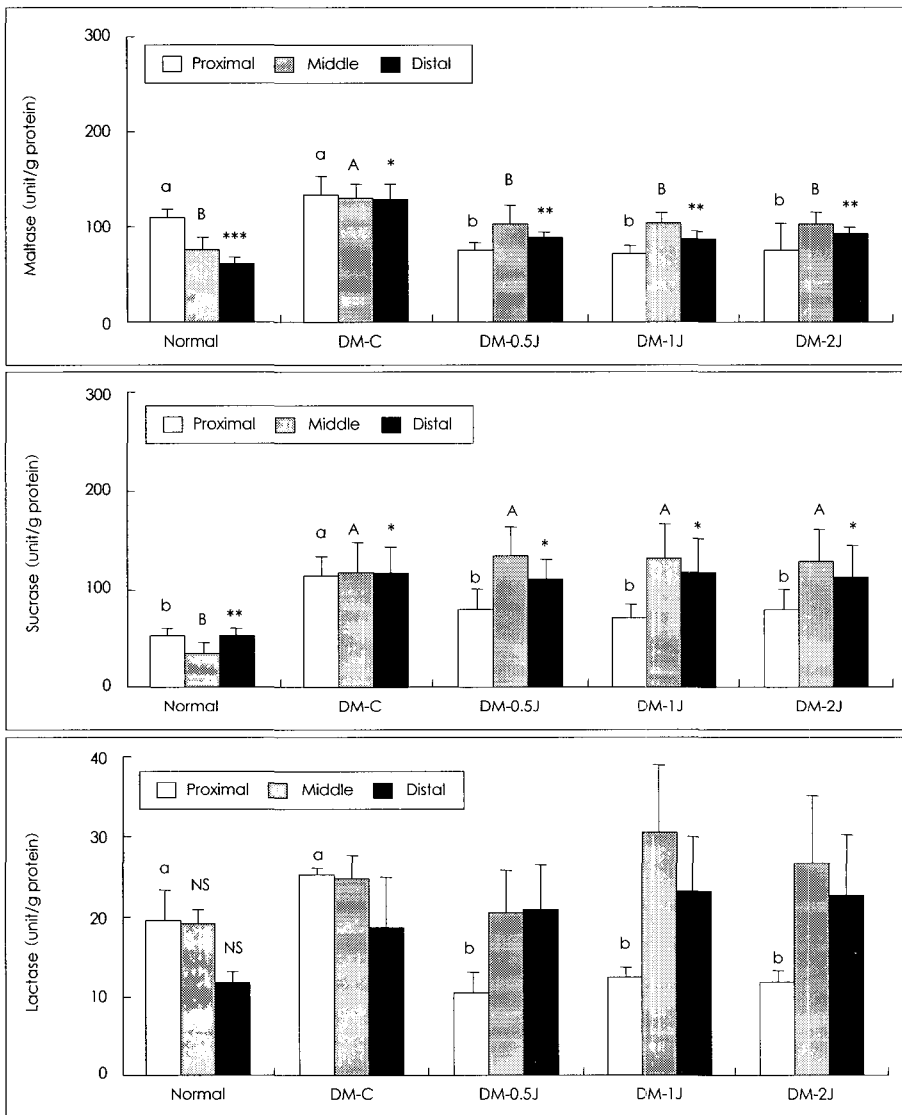 300
Proximal Middle Distal
200
a
A
*
a
B
B
B
B
**
**
**
***
b
b
b
100
0
Maltase (unit/g protein)
Normal DM-C DM-0.5J DM-1J DM-2J
300
Proximal Middle Distal
200
A
A
A
a
A
*
*
*
*
b
B
**
b
b
b
100
0
Sucrase (unit/g protein)
Normal DM-C DM-0.5J DM-1J DM-2J
40
Proximal Middle Distal
30
a
NS
a
20
NS
b
b
b
10
0
Lactase (unit/g protein)
Normal DM-C DM-0.5J DM-1J DM-2J